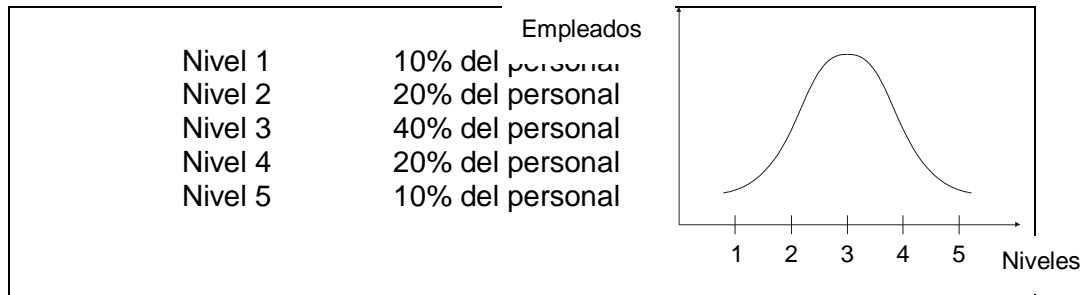 Empleados
Nivel 1 10% del personal
Nivel 2 20% del personal
Nivel 3 40% del personal
Nivel 4 20% del personal
Nivel 5 10% del personal
1 2 3 4 5
Niveles